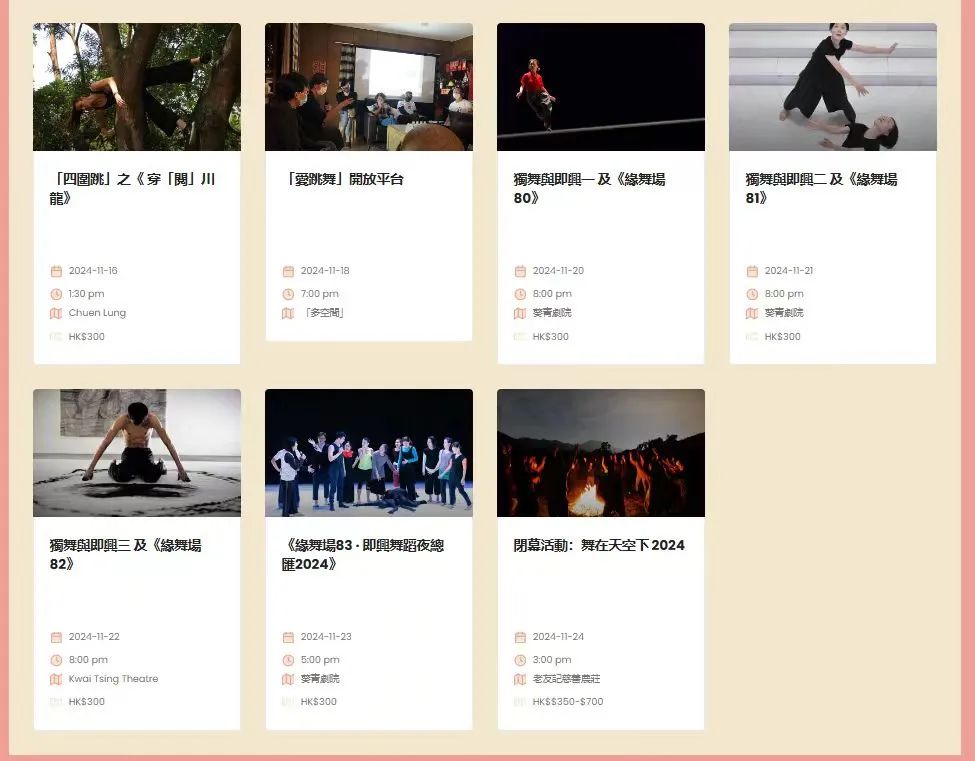 「四圍跳」之《 穿「閱」川
龍》
2024-11-16
1:30 pm
Chuen Lung
HK$300
「愛跳舞」開放平台
2024-11-18
7:00 pm
「多空間」
獨舞與即興一 及《緣舞場
80》
2024-11-20
8:00 pm
葵青劇院
HK$300
獨舞與即興二 及《緣舞場
81》
2024-11-21
8:00 pm
葵青劇院
HK$300
獨舞與即興三 及《緣舞場
82》
2024-11-22
8:00 pm
Kwai Tsing Theatre
HK$300
《緣舞場83 · 即興舞蹈夜總
匯2024》
2024-11-23
5:00 pm
葵青劇院
HK$300
閉幕活動：舞在天空下 2024
2024-11-24
3:00 pm
老友記慈善農莊
HK$$350-$700